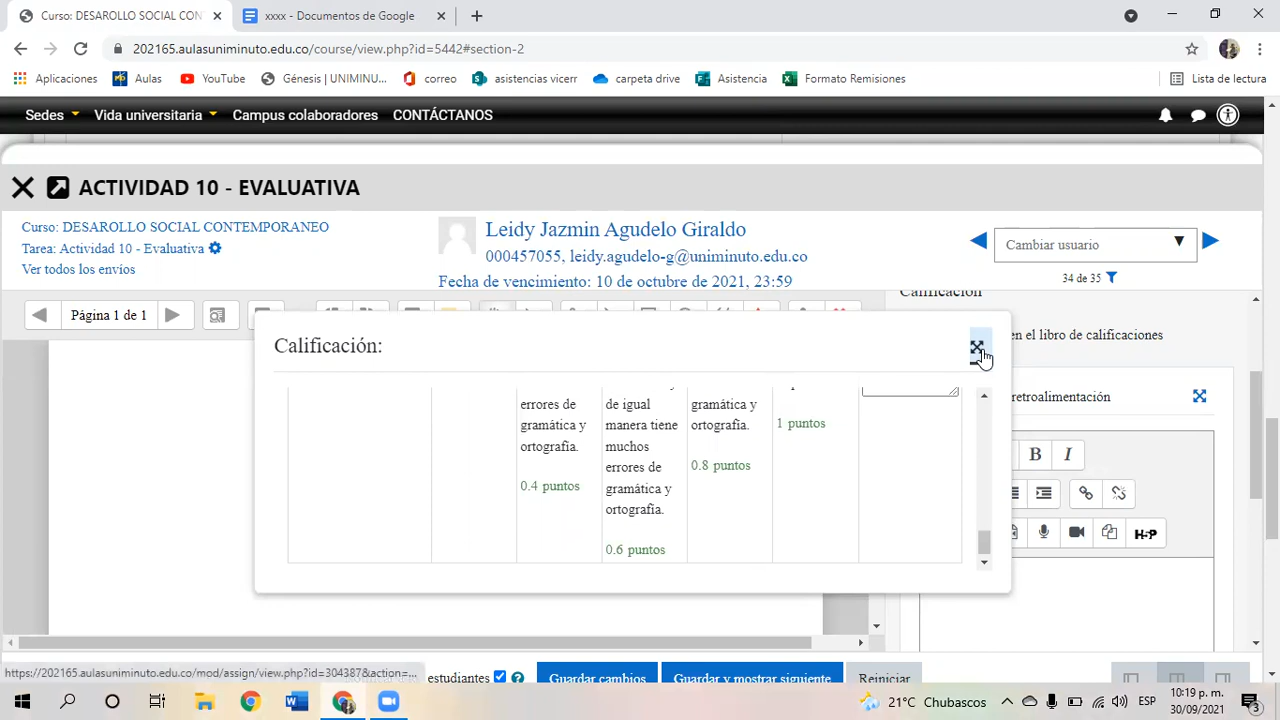 Curso: DESAROLLO SOCIAL CON
xxxx - Documentos de Google
202165.aulasuniminuto.edu.co/course/view.php?id=5442#section-2
Aplicaciones
Aulas
YouTube
Génesis | UNIMINU...
correo
asistencias vicerr
carpeta drive
Asistencia
Formato Remisiones
Lista de lectura
Sedes
Vida universitaria
Campus colaboradores
CONTÁCTANOS
ACTIVIDAD 10 - EVALUATIVA
Curso: DESAROLLO SOCIAL CONTEMPORANEO
Tarea: Actividad 10 - Evaluativa
Ver todos los envíos
Leidy Jazmin Agudelo Giraldo
000457055, leidy.agudelo-g@uniminuto.edu.co
Fecha de vencimiento: 10 de octubre de 2021, 23:59
Cambiar usuario
34 de 35
Página 1 de 1
Calificación
en el libro de calificaciones
retroalimentación
B I
H-P
Calificación:
errores de
gramática y
ortografía.
0.4 puntos
de igual
manera tiene
muchos
errores de
gramática y
ortografía.
0.6 puntos
gramática y
ortografía.
0.8 puntos
1 puntos
https://202165.aulasuniminuto.edu.co/mod/assign/view.php?id=304387&action=...
estudiantes
Guardar cambios
Guardar y mostrar siguiente
Reiniciar
21°C Chubascos
ESP
10:19 p. m.
30/09/2021
3